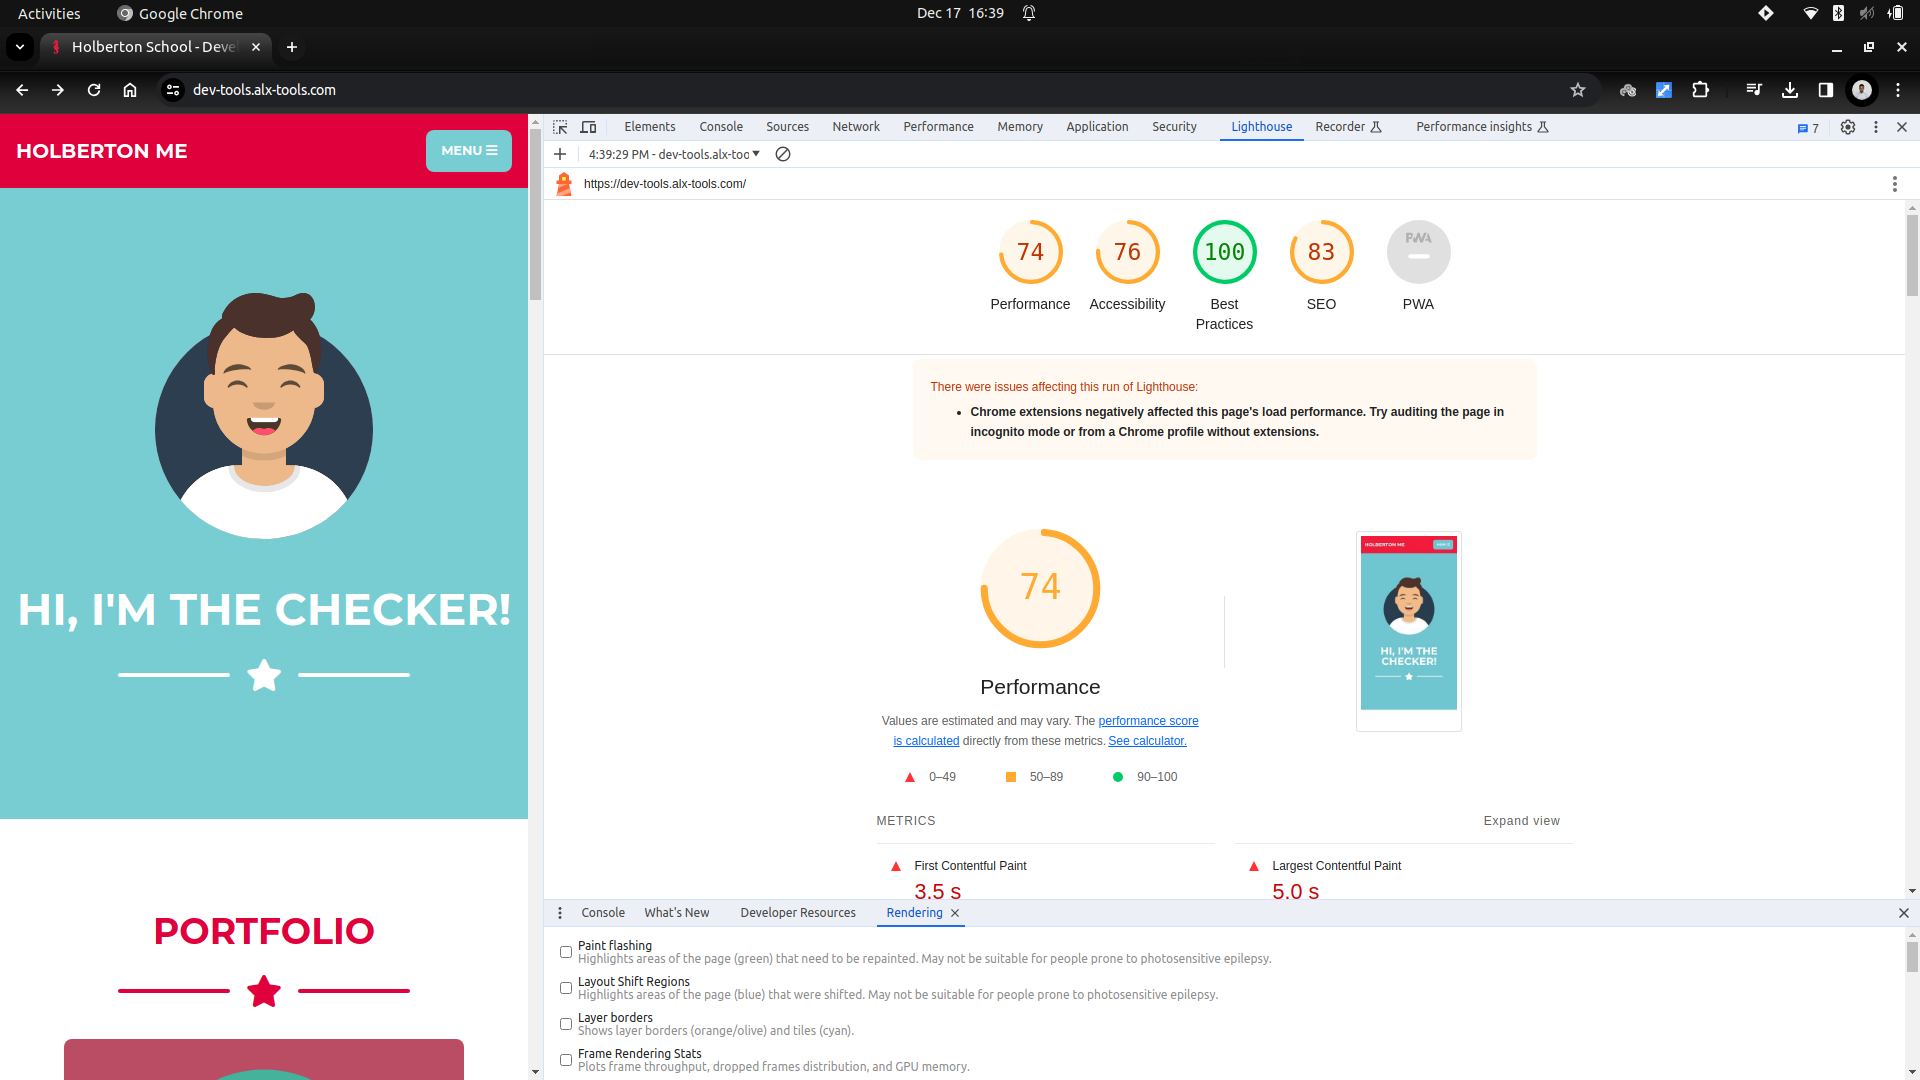 Activities
Google Chrome
Dec 17 16:39
Holberton School - Deve
dev-tools.alx-tools.com
HOLBERTON ME
MENU
HI, I'M THE CHECKER!
PORTFOLIO
Elements Console Sources Network Performance Memory Application Security Lighthouse Recorder Performance insights 7
4:39:29 PM - dev-tools.alx-too
https://dev-tools.alx-tools.com/
74 76 100 83 PWA
Performance Accessibility Best Practices SEO PWA
There were issues affecting this run of Lighthouse:
Chrome extensions negatively affected this page's load performance. Try auditing the page in
incognito mode or from a Chrome profile without extensions.
74
Performance
Values are estimated and may vary. The performance score
is calculated directly from these metrics. See calculator.
0–49 50–89 90–100
HOLBERTON ME
MENU
HI, I'M THE
CHECKER!
METRICS
Expand view
First Contentful Paint
3.5 s
Largest Contentful Paint
5.0 s
Console What's New Developer Resources Rendering
Paint flashing
Highlights areas of the page (green) that need to be repainted. May not be suitable for people prone to photosensitive epilepsy.
Layout Shift Regions
Highlights areas of the page (blue) that were shifted. May not be suitable for people prone to photosensitive epilepsy.
Layer borders
Shows layer borders (orange/olive) and tiles (cyan).
Frame Rendering Stats
Plots frame throughput, dropped frames distribution, and GPU memory.